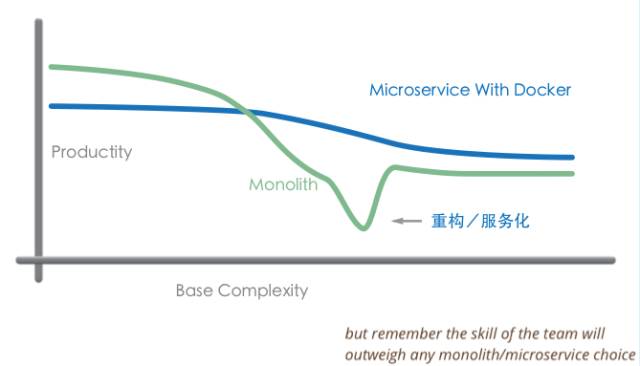 Microservice With Docker
Productity
Monolith
重构／服务化
Base Complexity
but remember the skill of the team will
outweigh any monolith/microservice choice